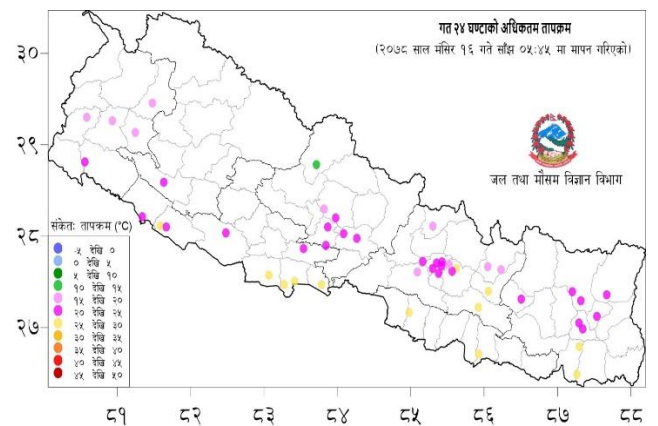 गत २४ घण्टाको अधिकतम तापक्रम
(२०७८ साल मंसिर १६ गते साँझ ०५:४५ मा मापन गरिएको)
३०
२९
२८
२७
जल तथा मौसम विज्ञान विभाग
संकेतः तापक्रम (°C)
-५ देखि ०
० देखि ५
५ देखि १०
१० देखि १५
१५ देखि २०
२० देखि २५
२५ देखि ३०
३० देखि ३५
३५ देखि ४०
४० देखि ४५
४५ देखि ५०
८१ ८२ ८३ ८४ ८५ ८६ ८७ ८८